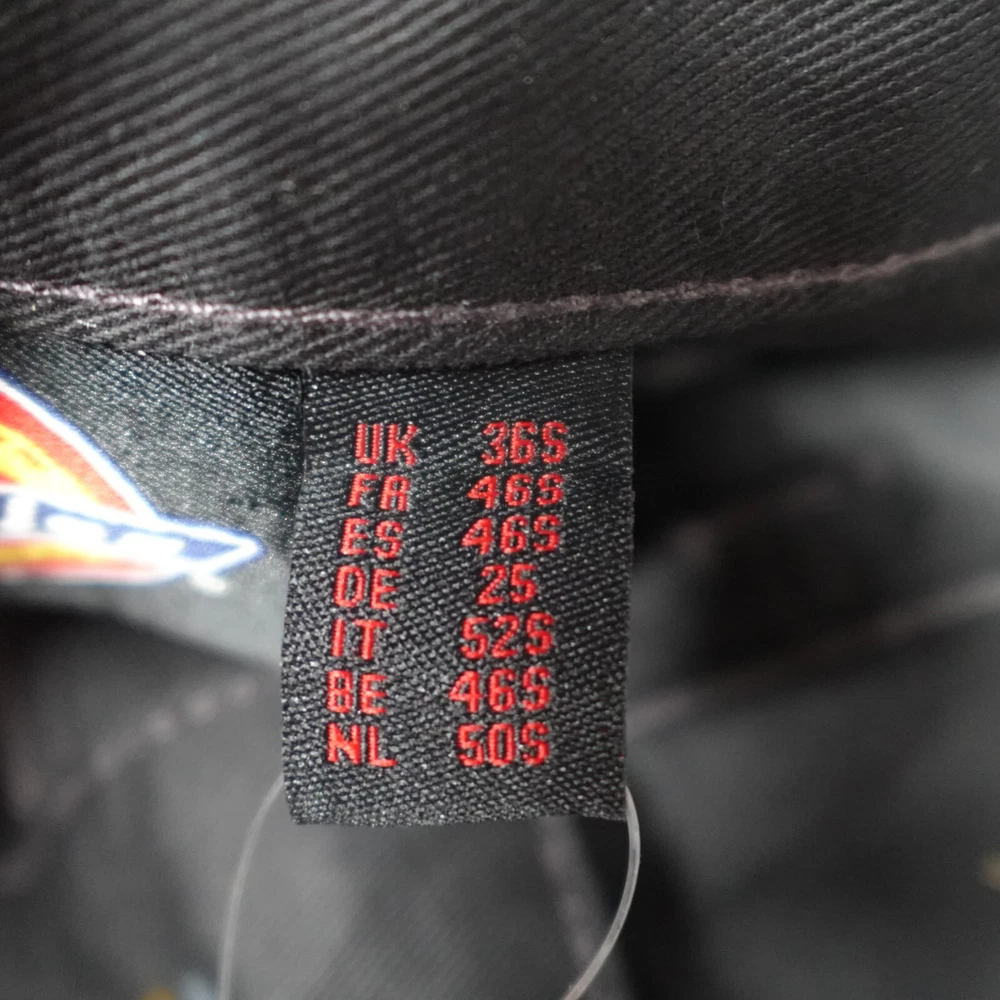 UK 36S
FR 46S
ES 46S
DE 25
IT 52S
BE 46S
NL 50S